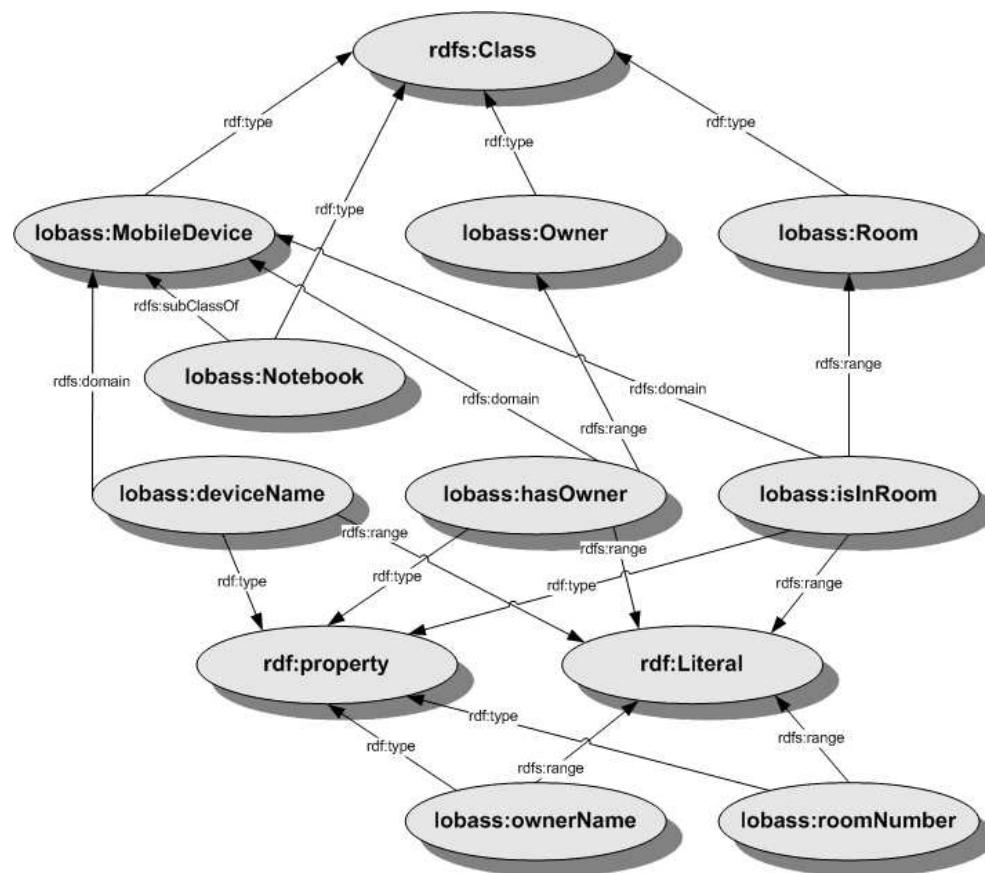 rdfs:Class
rdf:type
rdf:type
rdf:type
rdf:type
lobass:MobileDevice
lobass:Owner
lobass:Room
rdfs:subClassOf
lobass:Notebook
rdfs:domain
rdfs:domain
rdfs:domain
rdfs:range
rdfs:range
lobass:deviceName
lobass:hasOwner
lobass:isInRoom
rdfs:range
rdfs:range
rdf:type
rdf:type
rdf:type
rdfs:range
rdf:property
rdf:Literal
rdf:type
rdf:type
rdfs:range
rdfs:range
lobass:ownerName
lobass:roomNumber